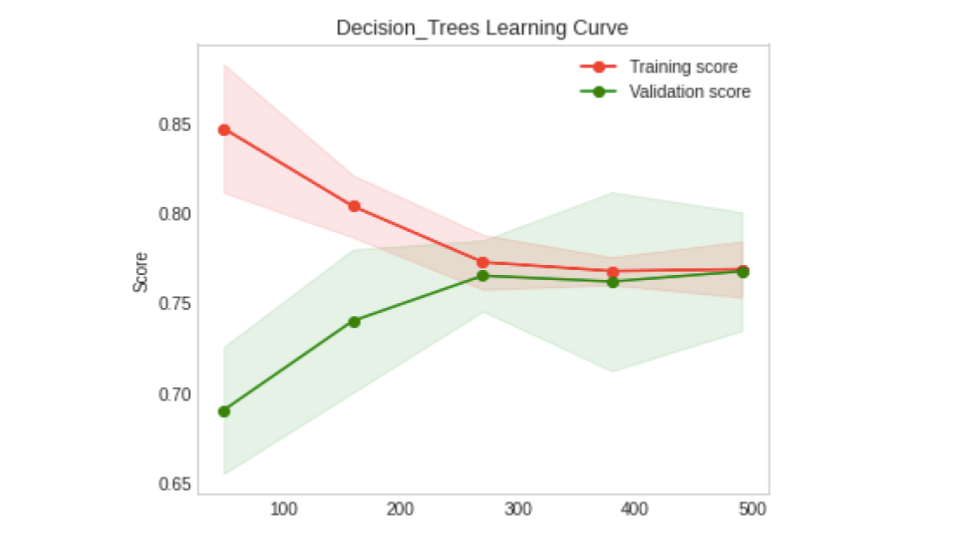 Decision_Trees Learning Curve
Training score
Validation score
0.85
0.80
0.75
0.70
0.65
Score
100 200 300 400 500